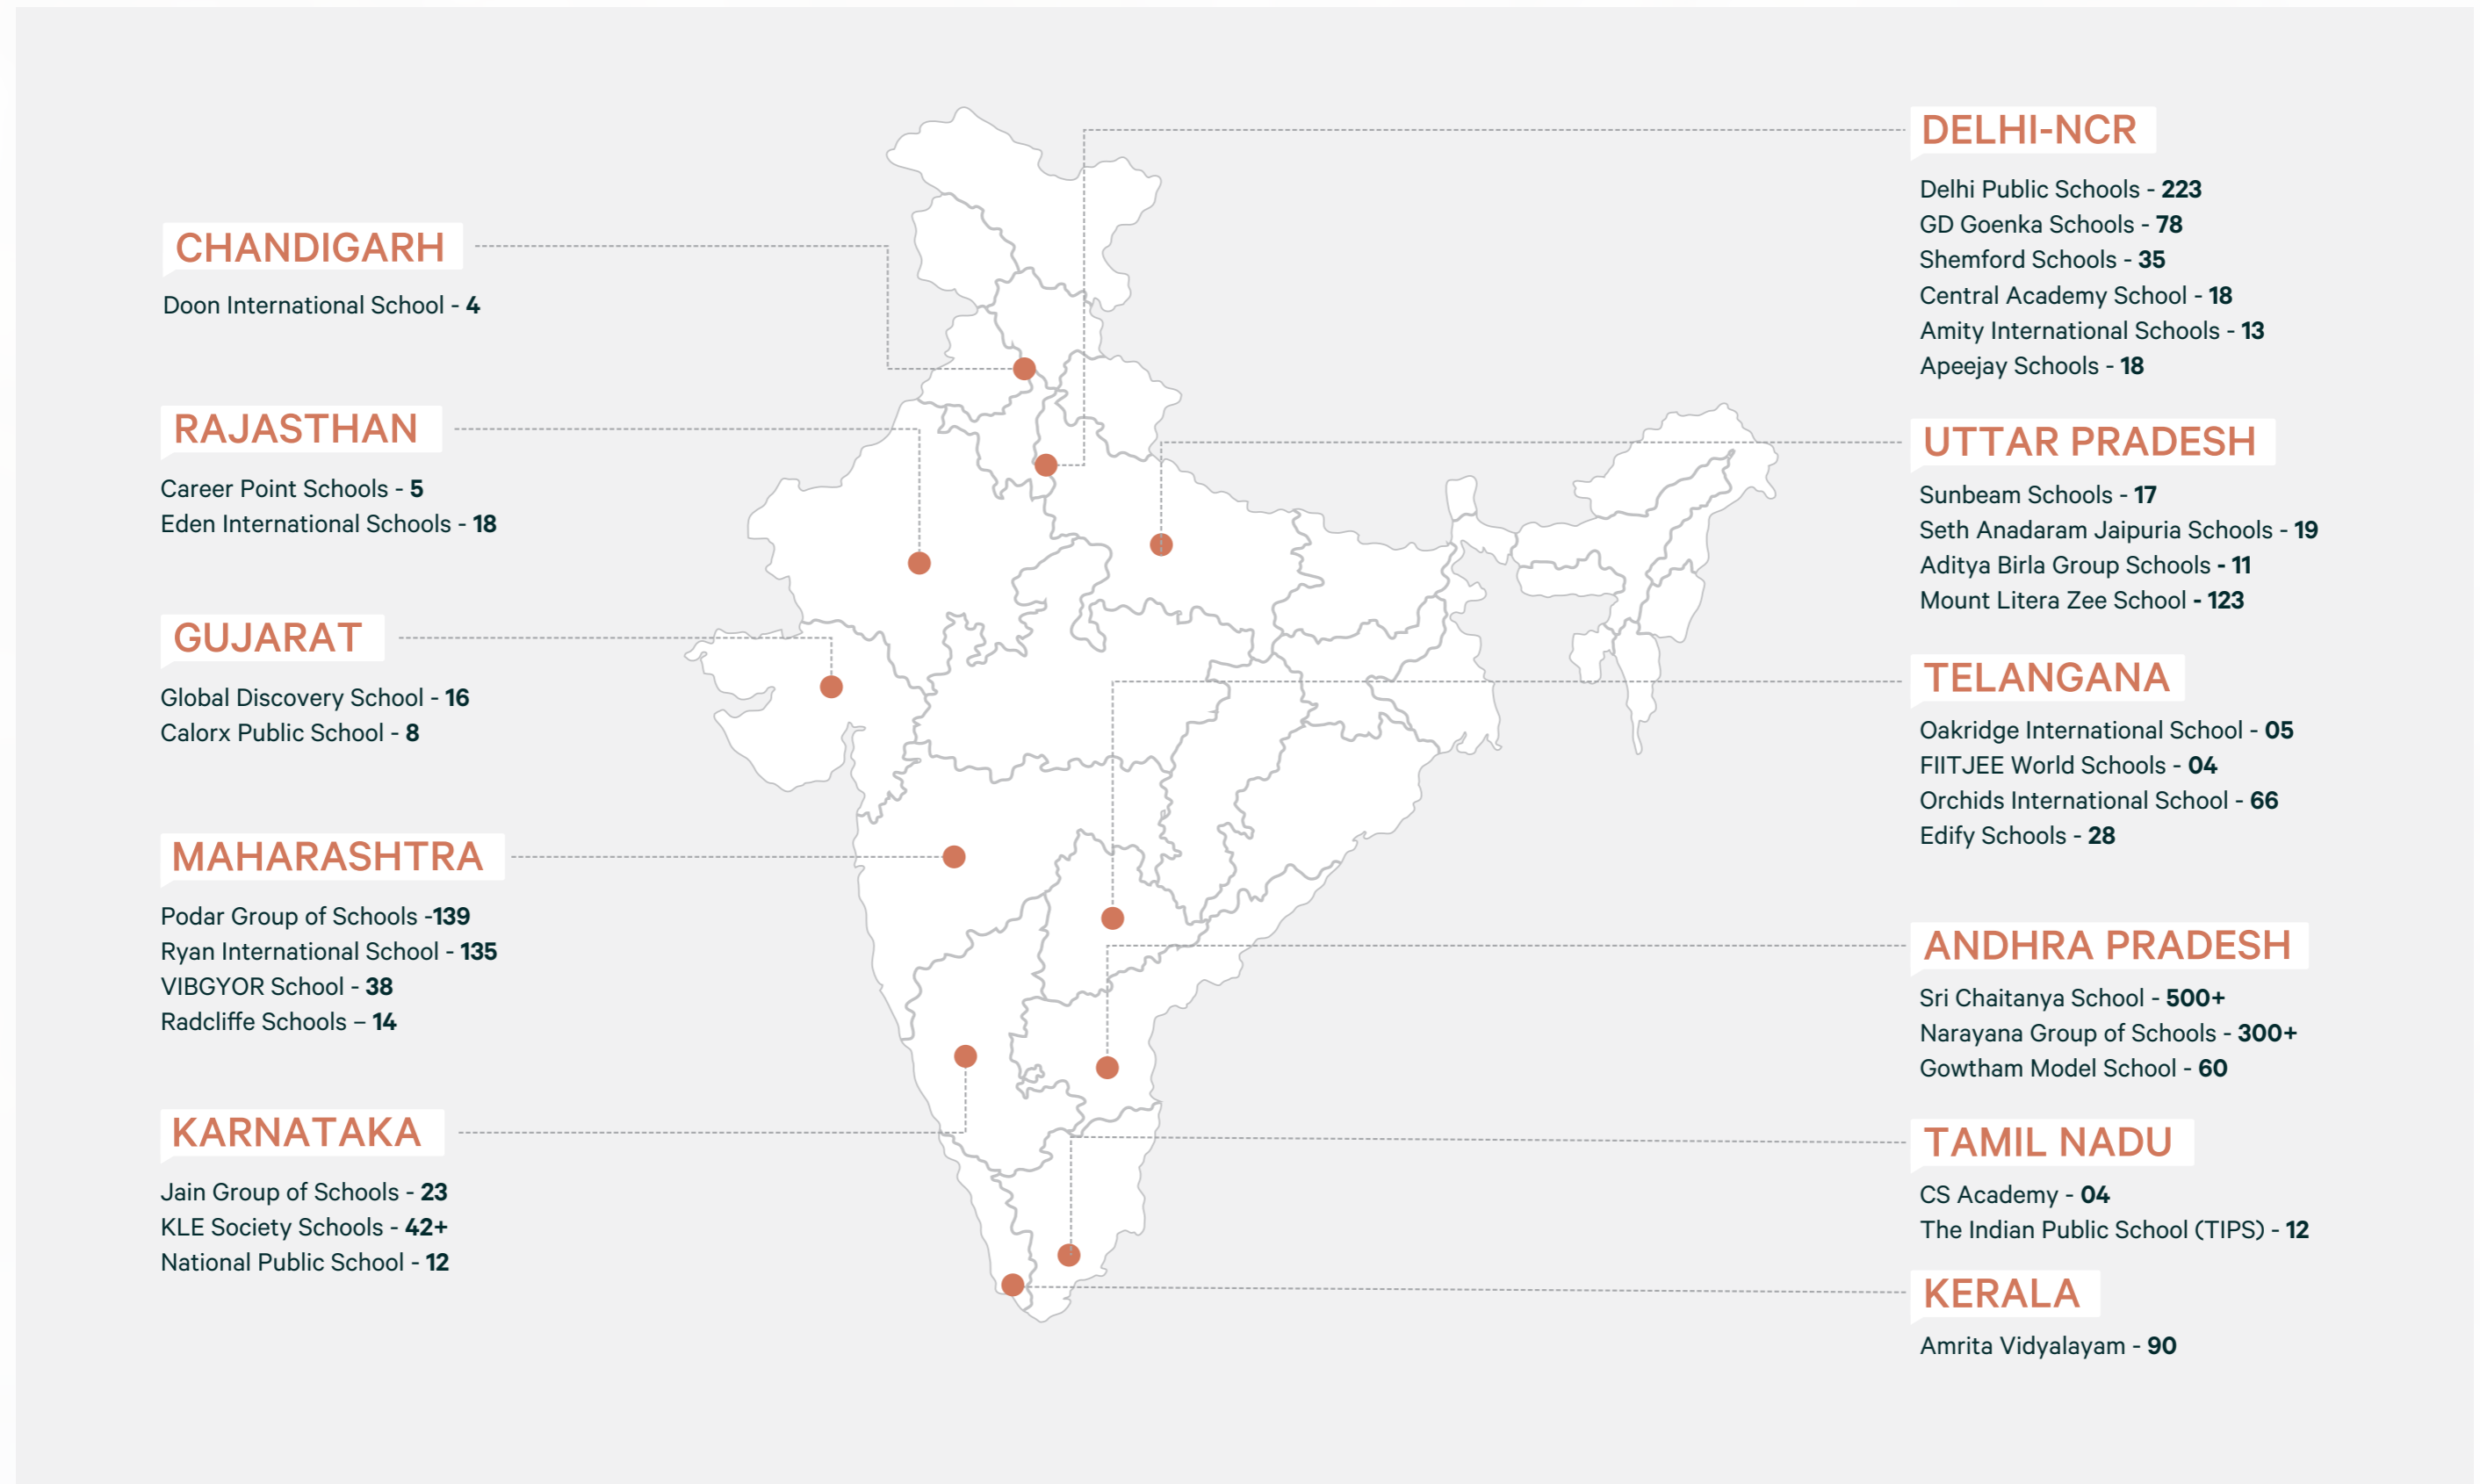 CHANDIGARH
Doon International School - 4
RAJASTHAN
Career Point Schools - 5
Eden International Schools - 18
GUJARAT
Global Discovery School - 16
Calorx Public School - 8
MAHARASHTRA
Podar Group of Schools -139
Ryan International School - 135
VIBGYOR School - 38
Radcliffe Schools – 14
KARNATAKA
Jain Group of Schools - 23
KLE Society Schools - 42+
National Public School - 12
DELHI-NCR
Delhi Public Schools - 223
GD Goenka Schools - 78
Shemford Schools - 35
Central Academy School - 18
Amity International Schools - 13
Apeejay Schools - 18
UTTAR PRADESH
Sunbeam Schools - 17
Seth Anadaram Jaipuria Schools - 19
Aditya Birla Group Schools - 11
Mount Litera Zee School - 123
TELANGANA
Oakridge International School - 05
FIITJEE World Schools - 04
Orchids International School - 66
Edify Schools - 28
ANDHRA PRADESH
Sri Chaitanya School - 500+
Narayana Group of Schools - 300+
Gowtham Model School - 60
TAMIL NADU
CS Academy - 04
The Indian Public School (TIPS) - 12
KERALA
Amrita Vidyalayam - 90